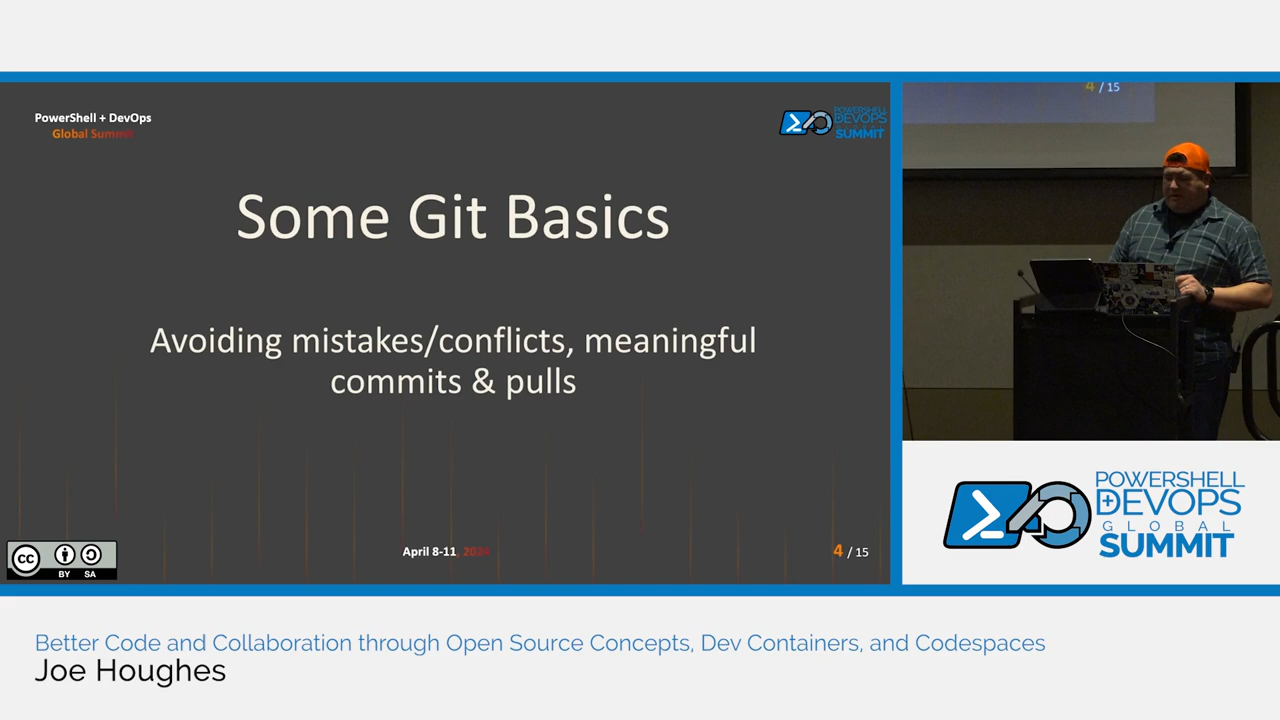 PowerShell + DevOps
Global Summit
POWERSHELL
+DEVOPS
GLOBAL
SUMMIT
Some Git Basics
Avoiding mistakes/conflicts, meaningful
commits & pulls
April 8-11, 2024
4 / 15
CC
BY SA
4 / 15
POWERSHELL
+DEVOPS
GLOBAL
SUMMIT
Better Code and Collaboration through Open Source Concepts, Dev Containers, and Codespaces
Joe Houghes